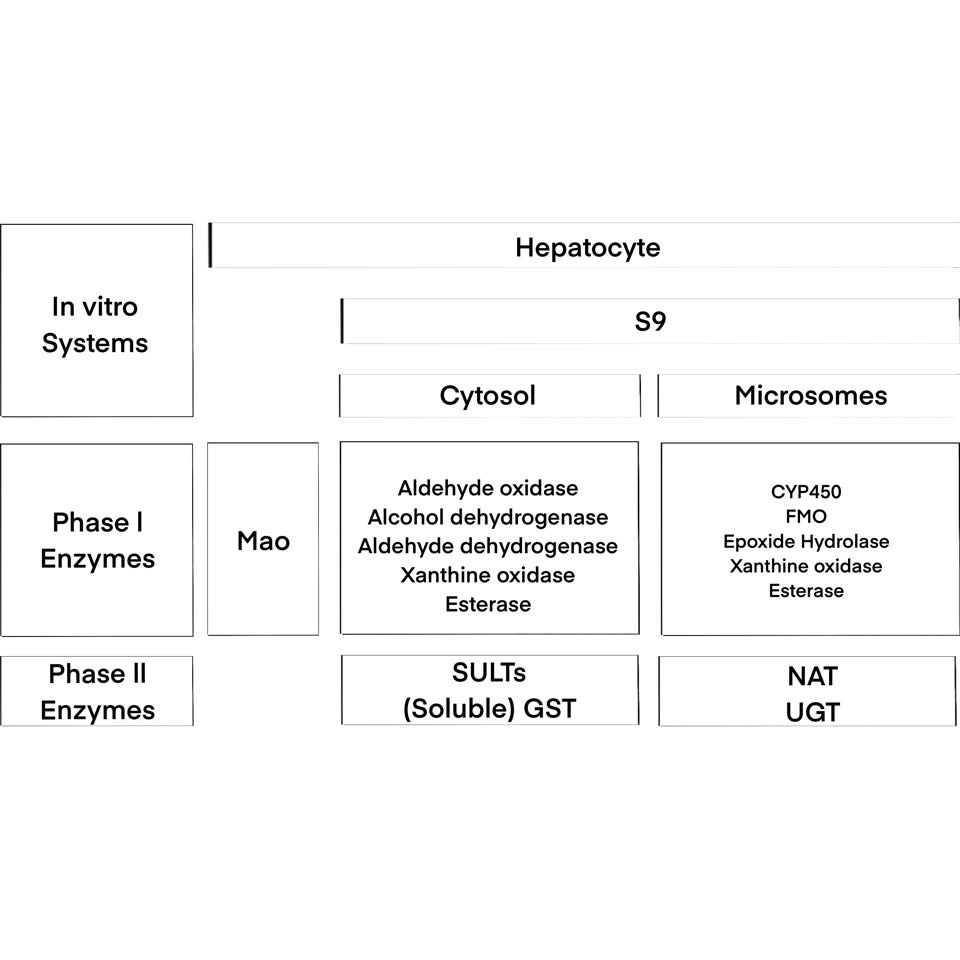 Hepatocyte
In vitro
Systems
S9
Cytosol
Microsomes
Phase I
Enzymes
Mao
Aldehyde oxidase
Alcohol dehydrogenase
Aldehyde dehydrogenase
Xanthine oxidase
Esterase
CYP450
FMO
Epoxide Hydrolase
Xanthine oxidase
Esterase
Phase II
Enzymes
SULTs
(Soluble) GST
NAT
UGT